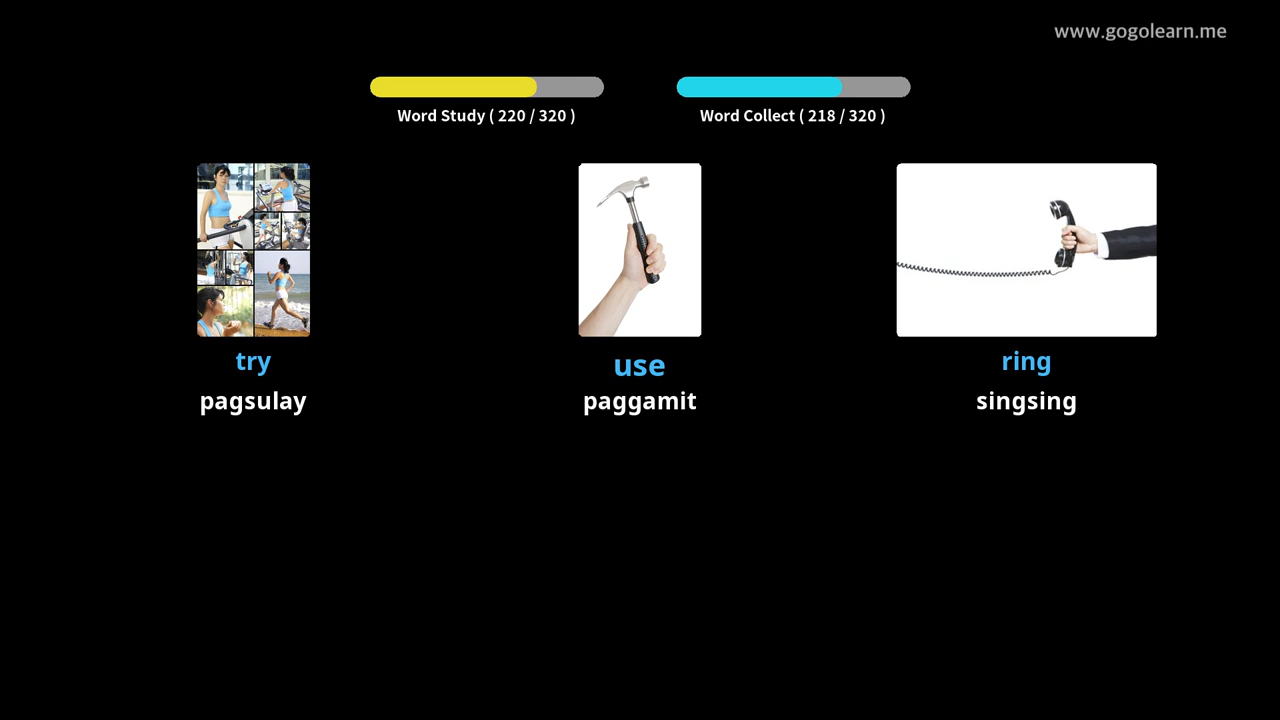 www.gogolearn.me
Word Study ( 220 / 320 )
Word Collect ( 218 / 320 )
try
use
ring
pagsulay
paggamit
singsing